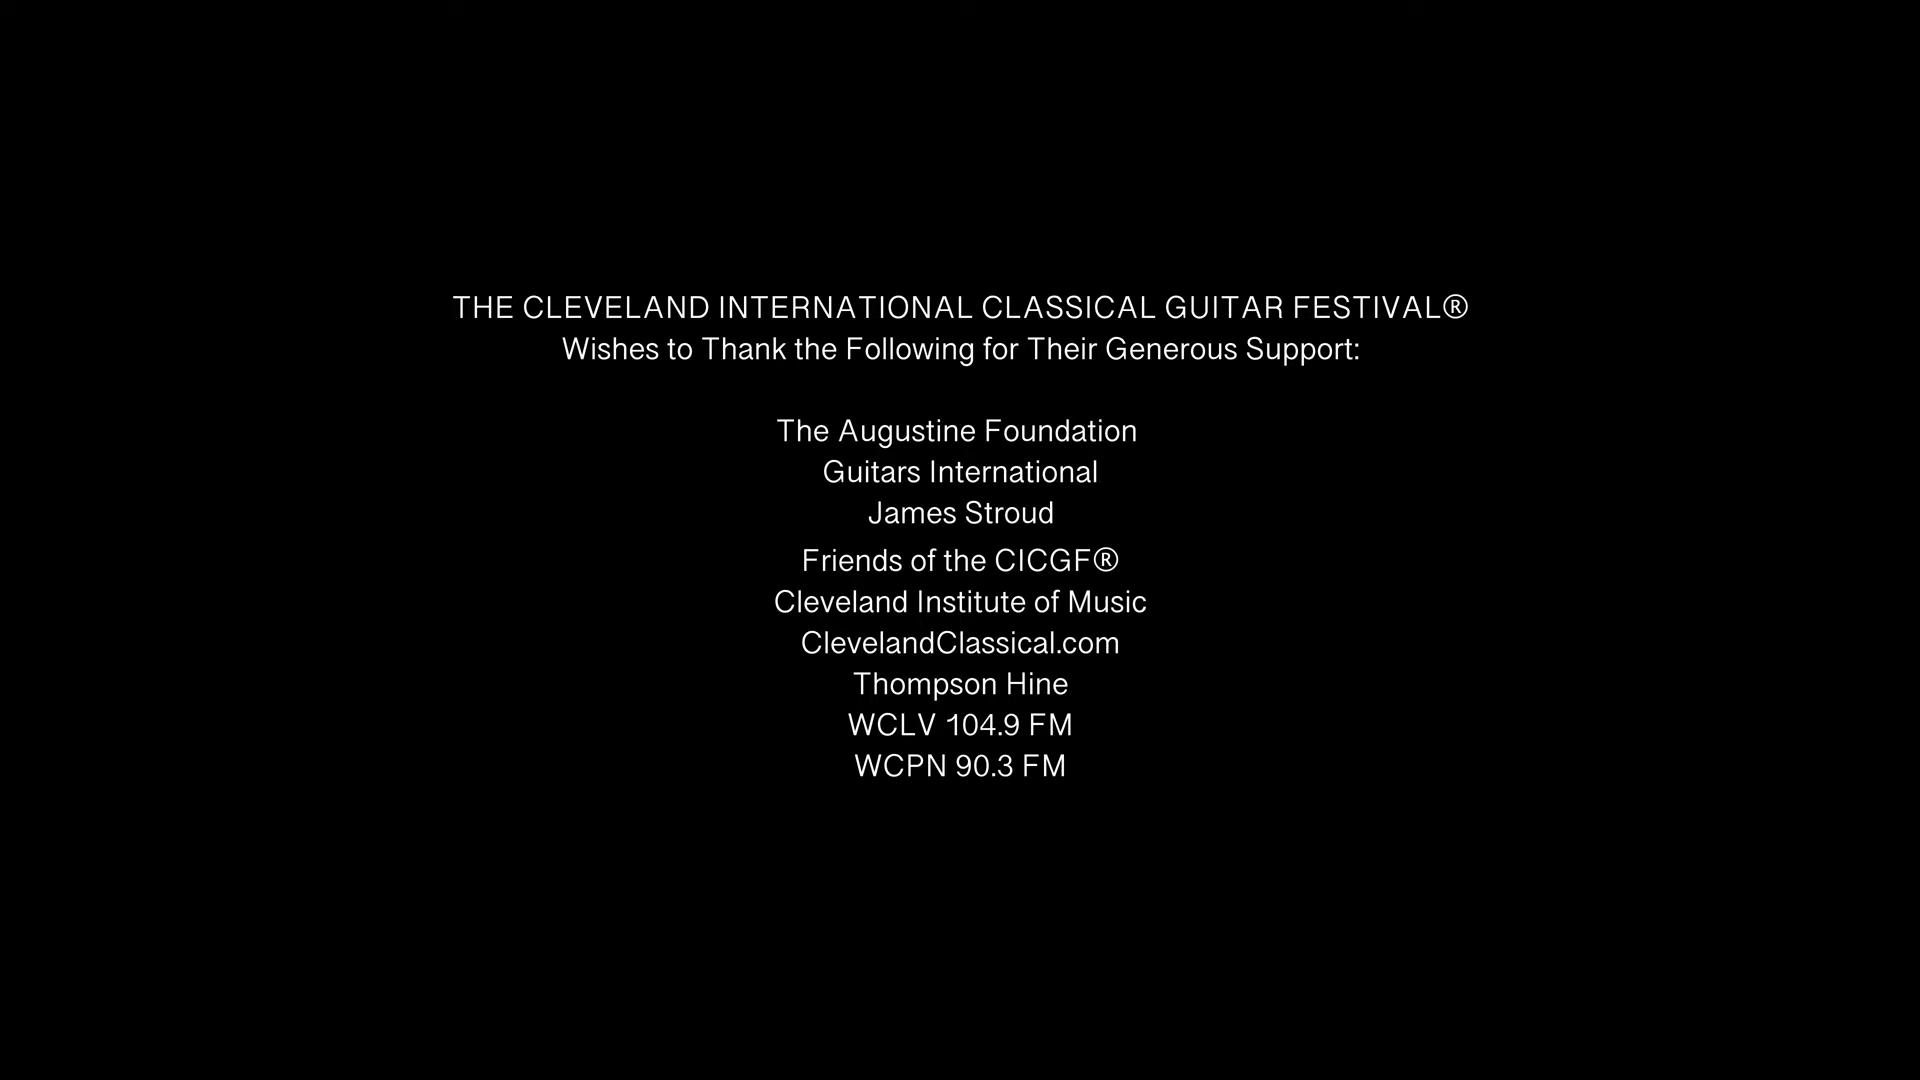 THE CLEVELAND INTERNATIONAL CLASSICAL GUITAR FESTIVAL®
Wishes to Thank the Following for Their Generous Support:
The Augustine Foundation
Guitars International
James Stroud
Friends of the CICGF®
Cleveland Institute of Music
ClevelandClassical.com
Thompson Hine
WCLV 104.9 FM
WCPN 90.3 FM